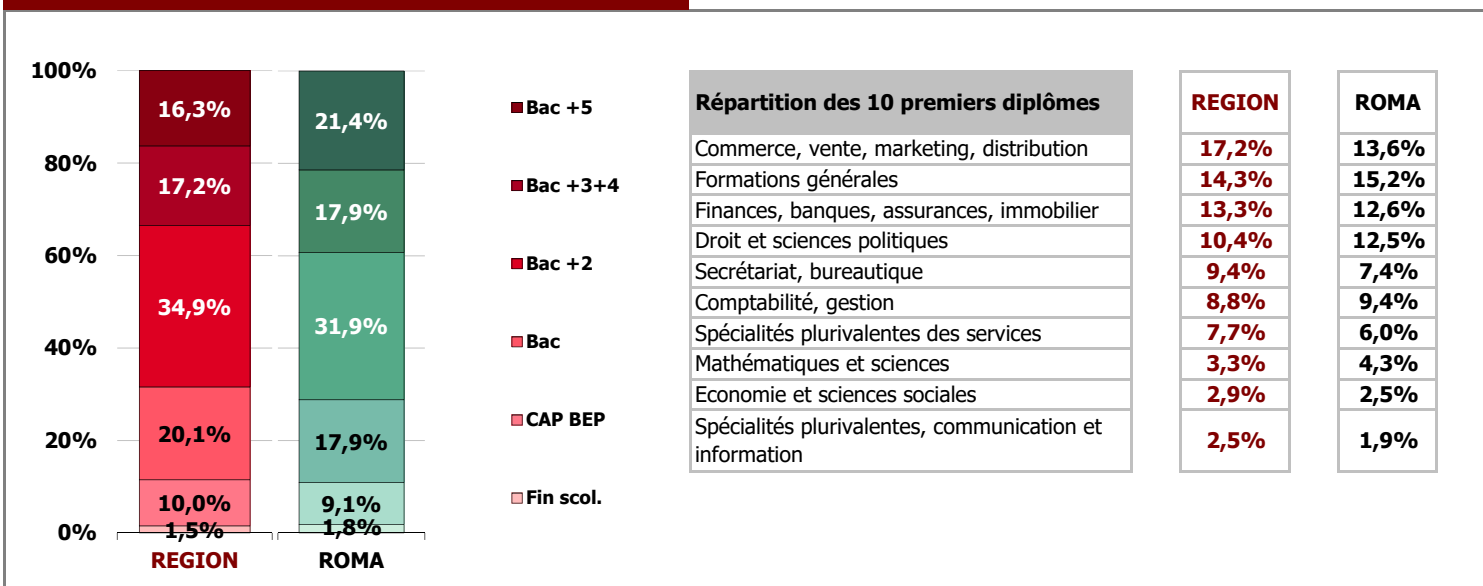 100%
80%
60%
40%
20%
0%
16,3%
17,2%
34,9%
20,1%
10,0%
1,5%
REGION
21,4%
17,9%
31,9%
17,9%
9,1%
1,8%
ROMA
Bac +5
Bac +3+4
Bac +2
Bac
CAP BEP
Fin scol.
Répartition des 10 premiers diplômes REGION ROMA
Commerce, vente, marketing, distribution 17,2% 13,6%
Formations générales 14,3% 15,2%
Finances, banques, assurances, immobilier 13,3% 12,6%
Droit et sciences politiques 10,4% 12,5%
Secrétariat, bureautique 9,4% 7,4%
Comptabilité, gestion 8,8% 9,4%
Spécialités plurivalentes des services 7,7% 6,0%
Mathématiques et sciences 3,3% 4,3%
Economie et sciences sociales 2,9% 2,5%
Spécialités plurivalentes, communication et
information 2,5% 1,9%